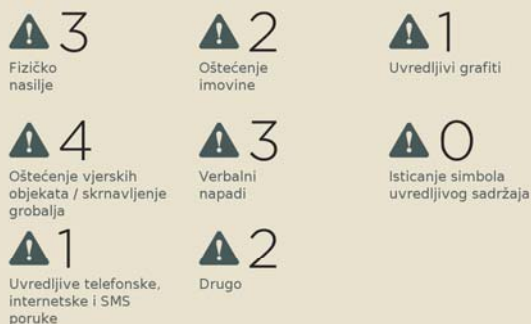 3
Fizičko
nasilje
2
Oštećenje
imovine
1
Uvredljivi grafiti
4
Oštećenje vjerskih
objekata / skrnavljenje
grobalja
3
Verbalni
napadi
0
Isticanje simbola
uvredljivog sadržaja
1
Uvredljive telefonske,
internetske i SMS
poruke
2
Drugo